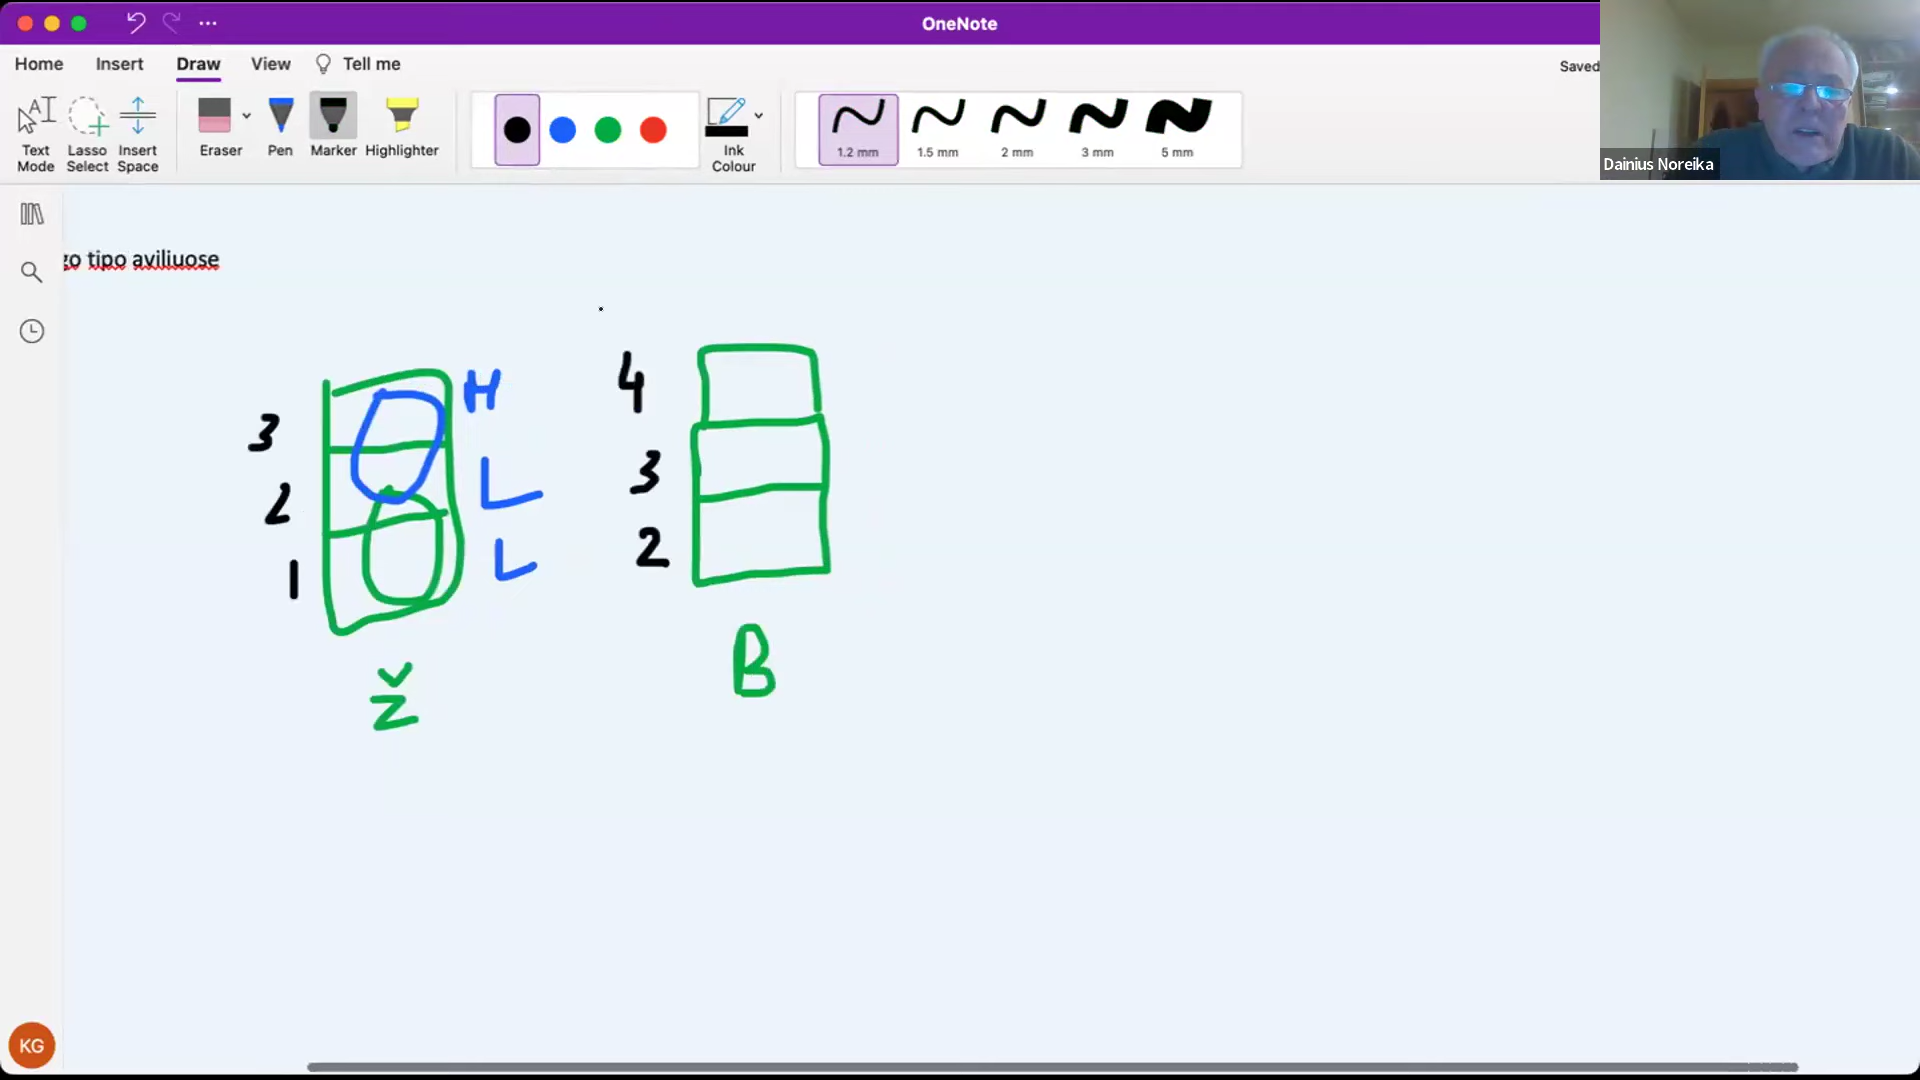 OneNote
Home Insert Draw View Tell me
Saved
Text Mode
Lasso Select
Insert Space
Eraser
Pen
Marker
Highlighter
Ink Colour
1.2 mm
1.5 mm
2 mm
3 mm
5 mm
Dainius Noreika
go tipo aviliuose
3 H
2 L
1 L
Ž
4
3
2
B
KG